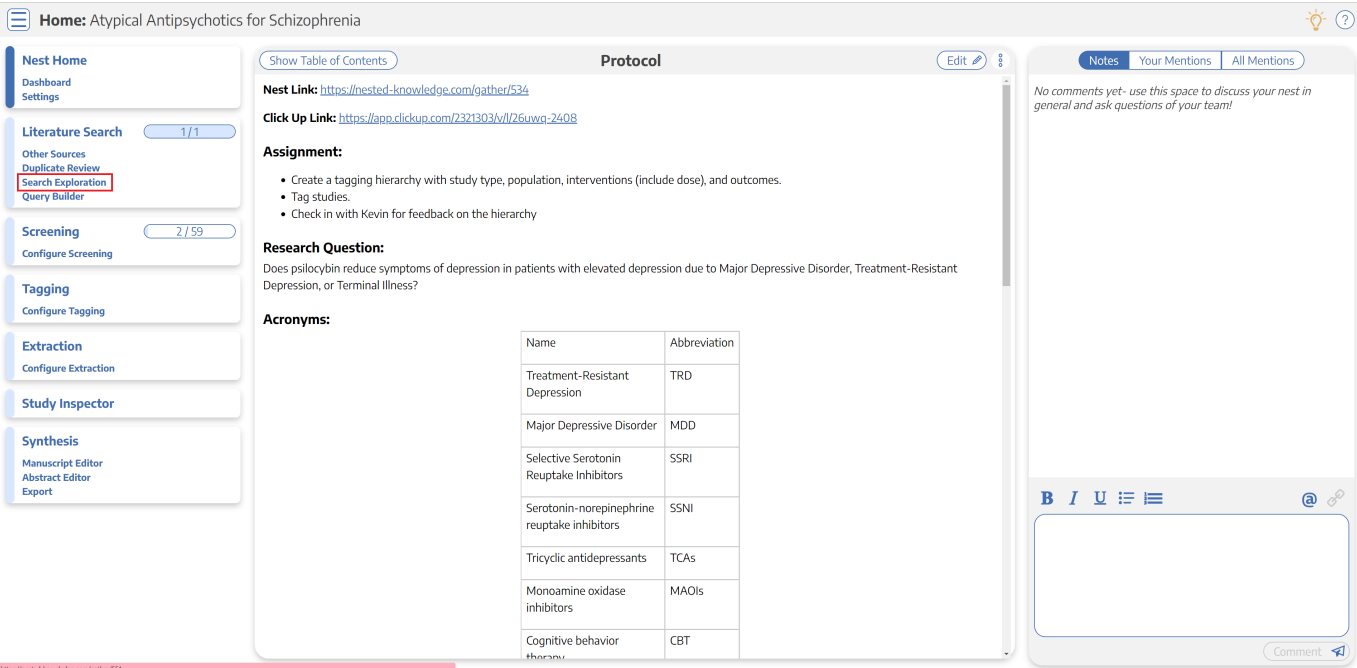 Home: Atypical Antipsychotics for Schizophrenia
?
Nest Home
Dashboard
Settings
Literature Search 1 / 1
Other Sources
Duplicate Review
Search Exploration
Query Builder
Screening 2 / 59
Configure Screening
Tagging
Configure Tagging
Extraction
Configure Extraction
Study Inspector
Synthesis
Manuscript Editor
Abstract Editor
Export
Show Table of Contents
Protocol
Edit
Nest Link: https://nested-knowledge.com/gather/534
Click Up Link: https://app.clickup.com/2321303/v/l/26uwq-2408
Assignment:
• Create a tagging hierarchy with study type, population, interventions (include dose), and outcomes.
• Tag studies.
• Check in with Kevin for feedback on the hierarchy
Research Question:
Does psilocybin reduce symptoms of depression in patients with elevated depression due to Major Depressive Disorder, Treatment-Resistant
Depression, or Terminal Illness?
Acronyms:
Name Abbreviation
Treatment-Resistant TRD
Depression
Major Depressive Disorder MDD
Selective Serotonin SSRI
Reuptake Inhibitors
Serotonin-norepinephrine SSNI
reuptake inhibitors
Tricyclic antidepressants TCAs
Monoamine oxidase MAOIs
inhibitors
Cognitive behavior CBT
therapy
Notes Your Mentions All Mentions
No comments yet- use this space to discuss your nest in
general and ask questions of your team!
B I U @
Comment